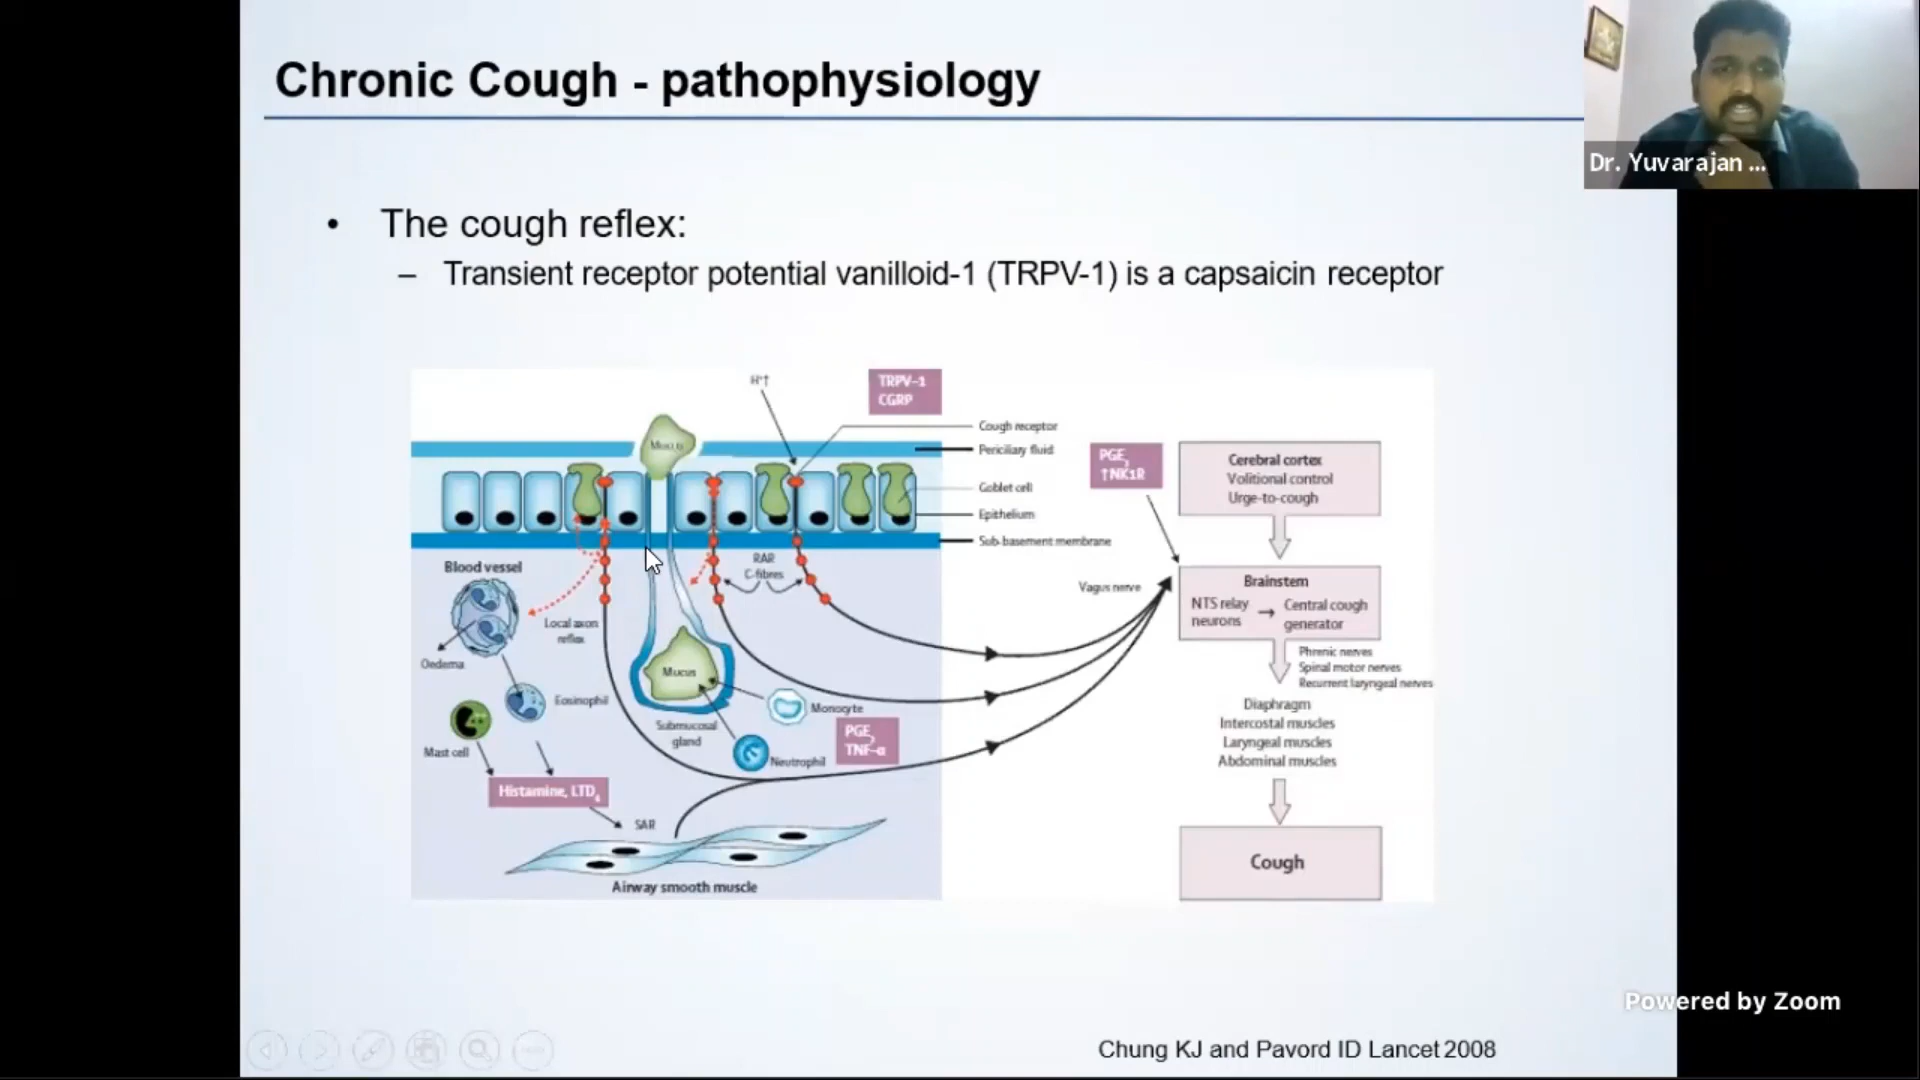 Chronic Cough - pathophysiology
Dr. Yuvarajan ...
• The cough reflex:
– Transient receptor potential vanilloid-1 (TRPV-1) is a capsaicin receptor
H⁺↑
TRPV-1
CGRP
Cough receptor
Periciliary fluid
Goblet cell
Epithelium
Sub-basement membrane
Mucus
RAR
C-fibres
Blood vessel
Local axon
reflex
Oedema
Eosinophil
Mast cell
Histamine, LTD4
SAR
Mucus
Submucosal
gland
Monocyte
Neutrophil
PGE2
TNF-α
Airway smooth muscle
Vagus nerve
PGE2
↑NK1R
Cerebral cortex
Volitional control
Urge-to-cough
Brainstem
NTS relay
neurons
→
Central cough
generator
Phrenic nerves
Spinal motor nerves
Recurrent laryngeal nerves
Diaphragm
Intercostal muscles
Laryngeal muscles
Abdominal muscles
Cough
Powered by Zoom
Chung KJ and Pavord ID Lancet 2008